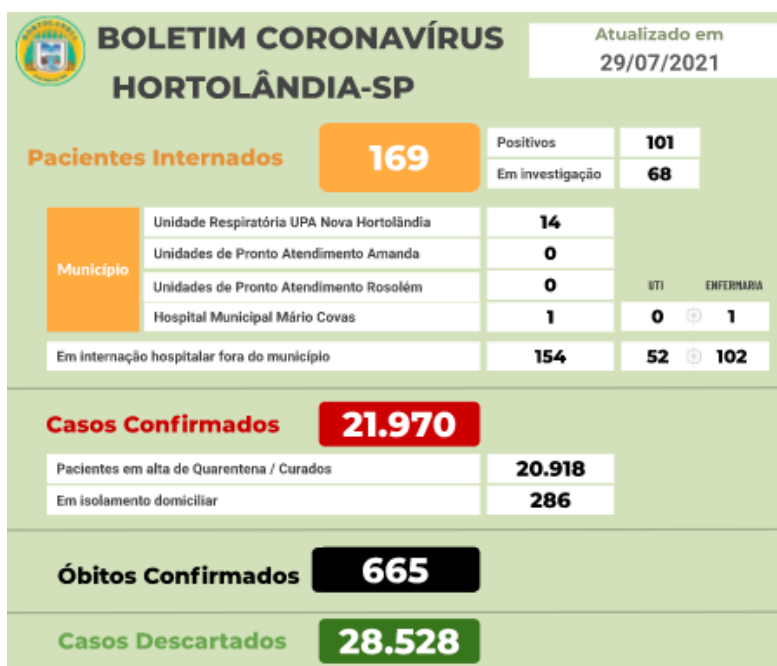 BOLETIM CORONAVÍRUS
HORTOLÂNDIA-SP
Atualizado em
29/07/2021
Pacientes Internados 169
Positivos 101
Em investigação 68
Município
Unidade Respiratória UPA Nova Hortolândia 14
Unidades de Pronto Atendimento Amanda 0
Unidades de Pronto Atendimento Rosolém 0
UTI ENFERMARIA
Hospital Municipal Mário Covas 1 0 1
Em internação hospitalar fora do município 154 52 102
Casos Confirmados 21.970
Pacientes em alta de Quarentena / Curados 20.918
Em isolamento domiciliar 286
Óbitos Confirmados 665
Casos Descartados 28.528